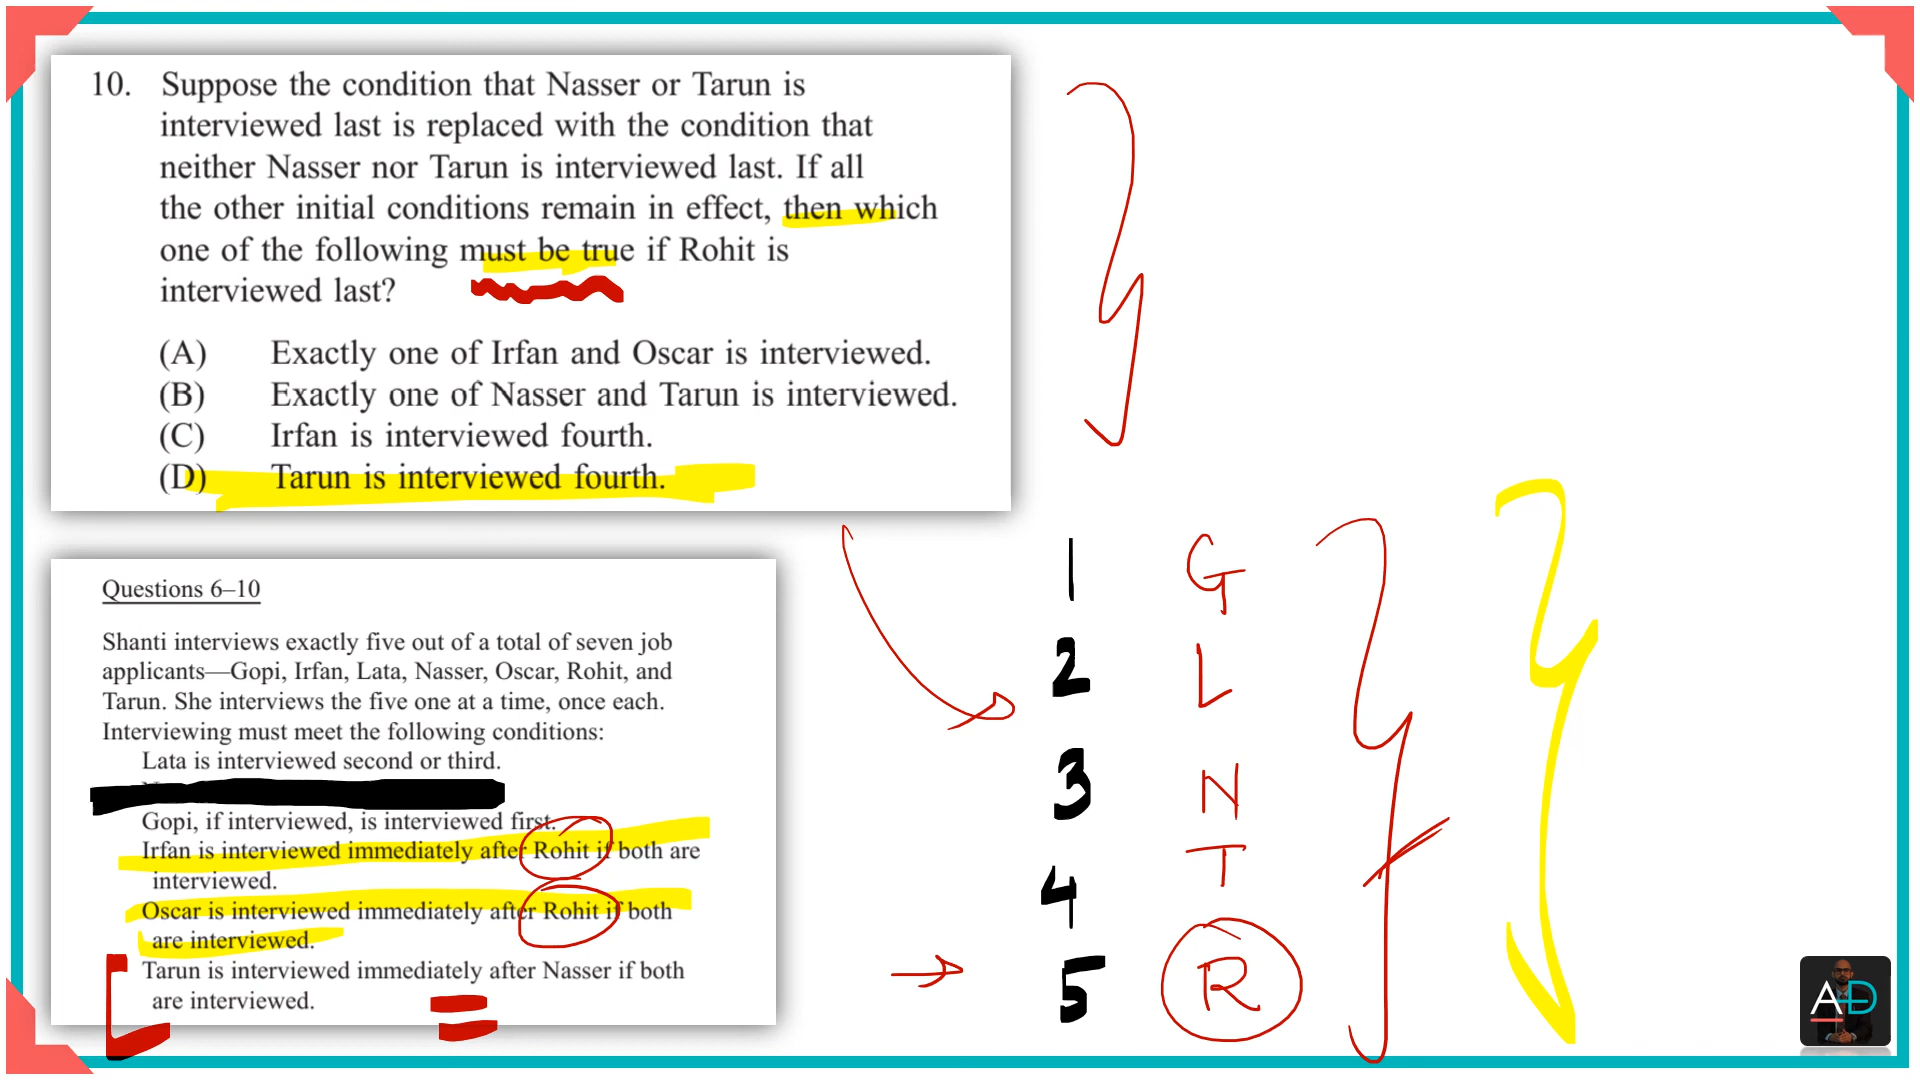 10. Suppose the condition that Nasser or Tarun is
interviewed last is replaced with the condition that
neither Nasser nor Tarun is interviewed last. If all
the other initial conditions remain in effect, then which
one of the following must be true if Rohit is
interviewed last?
(A) Exactly one of Irfan and Oscar is interviewed.
(B) Exactly one of Nasser and Tarun is interviewed.
(C) Irfan is interviewed fourth.
(D) Tarun is interviewed fourth.
Questions 6–10
Shanti interviews exactly five out of a total of seven job
applicants—Gopi, Irfan, Lata, Nasser, Oscar, Rohit, and
Tarun. She interviews the five one at a time, once each.
Interviewing must meet the following conditions:
Lata is interviewed second or third.
Gopi, if interviewed, is interviewed first.
Irfan is interviewed immediately after Rohit if both are
interviewed.
Oscar is interviewed immediately after Rohit if both
are interviewed.
Tarun is interviewed immediately after Nasser if both
are interviewed.
1 G
2 L
3 N
4 T
5 R
AD